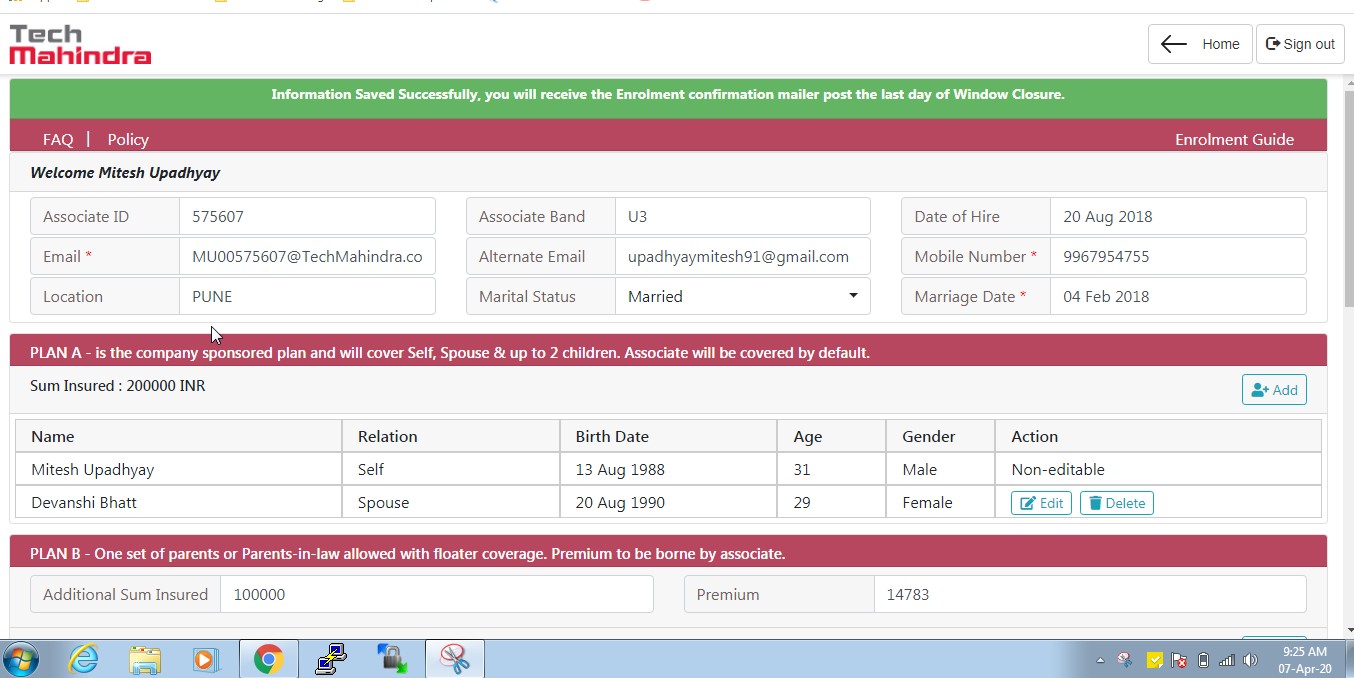 Tech
Mahindra
Home
Sign out
Information Saved Successfully, you will receive the Enrolment confirmation mailer post the last day of Window Closure.
FAQ | Policy Enrolment Guide
Welcome Mitesh Upadhyay
Associate ID 575607 Associate Band U3 Date of Hire 20 Aug 2018
Email * MU00575607@TechMahindra.co Alternate Email upadhyaymitesh91@gmail.com Mobile Number * 9967954755
Location PUNE Marital Status Married Marriage Date * 04 Feb 2018
PLAN A - is the company sponsored plan and will cover Self, Spouse & up to 2 children. Associate will be covered by default.
Sum Insured : 200000 INR Add
Name Relation Birth Date Age Gender Action
Mitesh Upadhyay Self 13 Aug 1988 31 Male Non-editable
Devanshi Bhatt Spouse 20 Aug 1990 29 Female Edit Delete
PLAN B - One set of parents or Parents-in-law allowed with floater coverage. Premium to be borne by associate.
Additional Sum Insured 100000 Premium 14783
9:25 AM
07-Apr-20